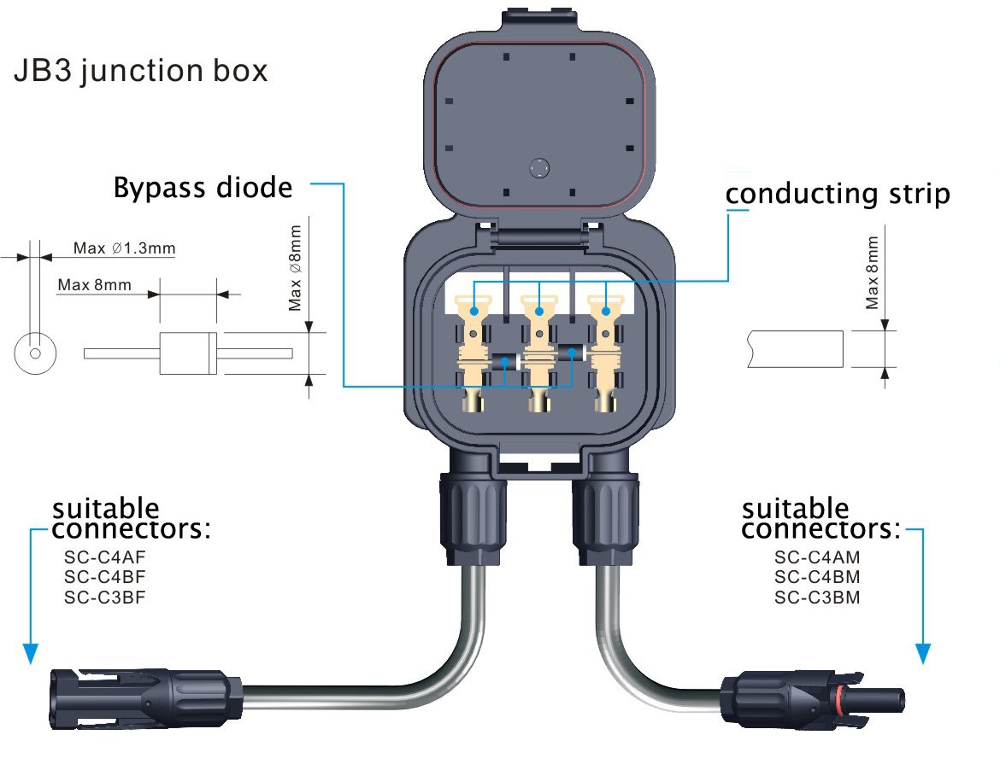 JB3 junction box
Bypass diode
conducting strip
Max Ø1.3mm
Max 8mm
Max Ø8mm
Max 8mm
suitable
connectors:
SC-C4AF
SC-C4BF
SC-C3BF
suitable
connectors:
SC-C4AM
SC-C4BM
SC-C3BM